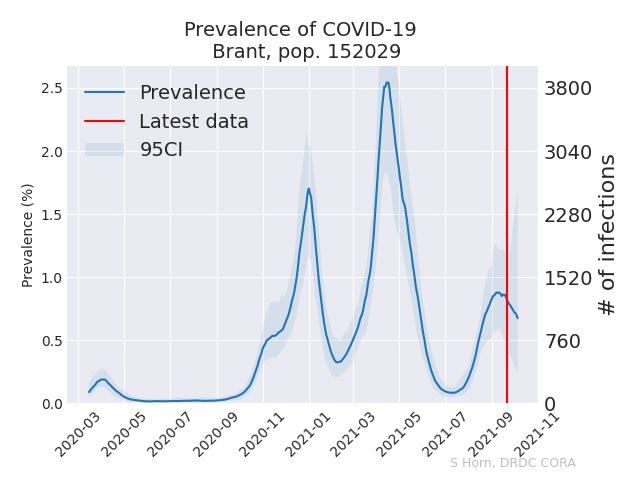 Prevalence of COVID-19
Brant, pop. 152029
Prevalence
Latest data
95CI
Prevalence (%)
2.5
2.0
1.5
1.0
0.5
0.0
3800
3040
2280
1520
760
0
# of infections
2020-03
2020-05
2020-07
2020-09
2020-11
2021-01
2021-03
2021-05
2021-07
2021-09
2021-11
S Horn, DRDC CORA